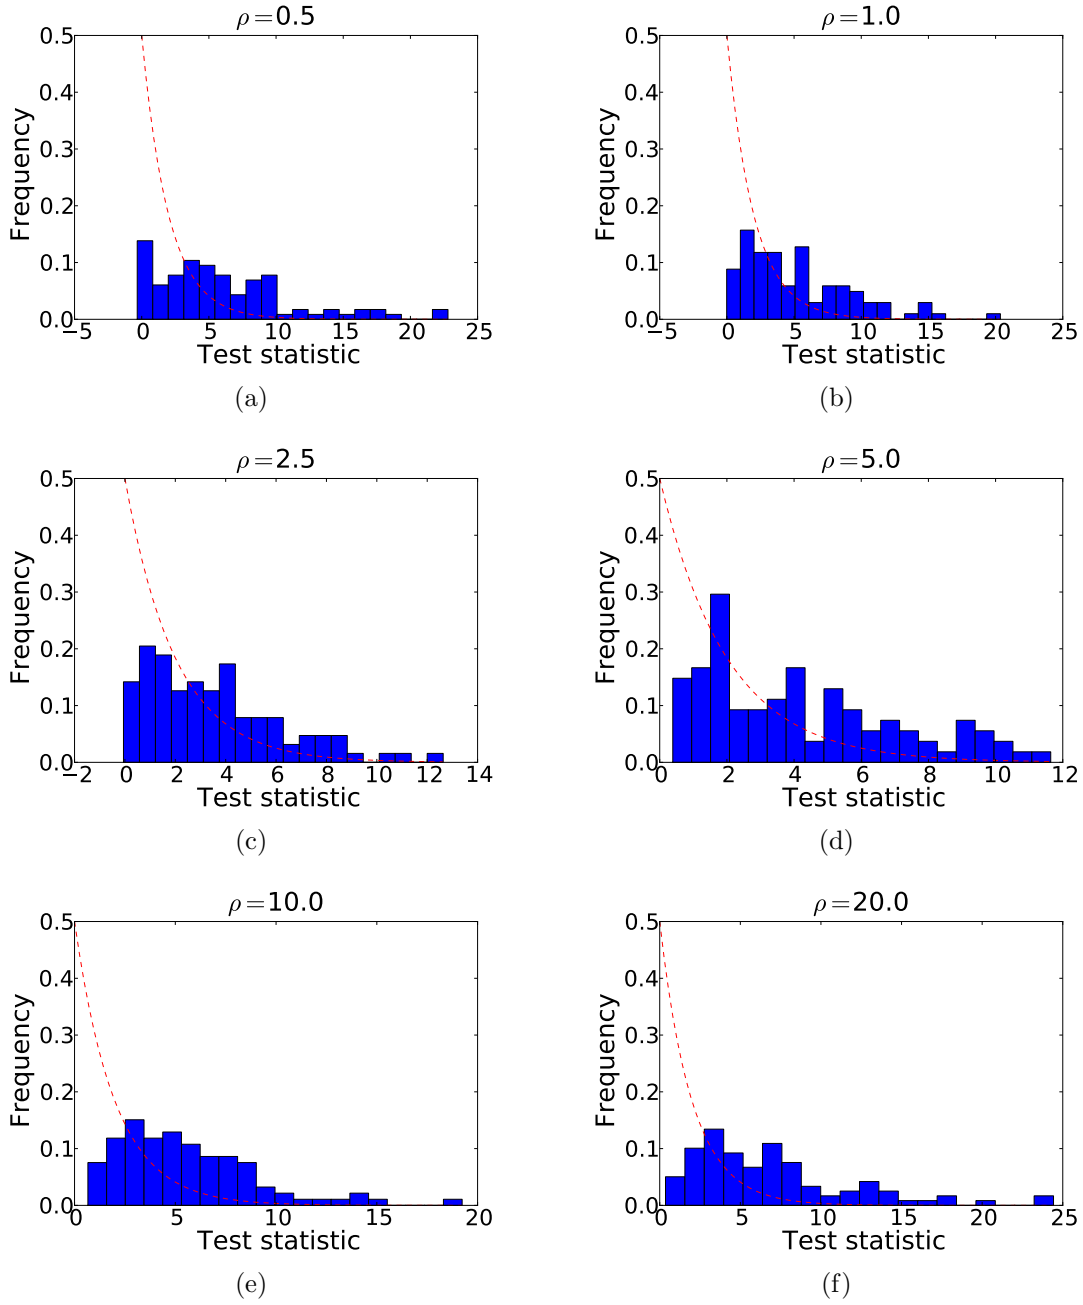 ρ=0.5
0.5
0.4
0.3
0.2
0.1
0.0
Frequency
−5 0 5 10 15 20 25
Test statistic
(a)
ρ=1.0
0.5
0.4
0.3
0.2
0.1
0.0
Frequency
−5 0 5 10 15 20 25
Test statistic
(b)
ρ=2.5
0.5
0.4
0.3
0.2
0.1
0.0
Frequency
−2 0 2 4 6 8 10 12 14
Test statistic
(c)
ρ=5.0
0.5
0.4
0.3
0.2
0.1
0.0
Frequency
0 2 4 6 8 10 12
Test statistic
(d)
ρ=10.0
0.5
0.4
0.3
0.2
0.1
0.0
Frequency
0 5 10 15 20
Test statistic
(e)
ρ=20.0
0.5
0.4
0.3
0.2
0.1
0.0
Frequency
0 5 10 15 20 25
Test statistic
(f)